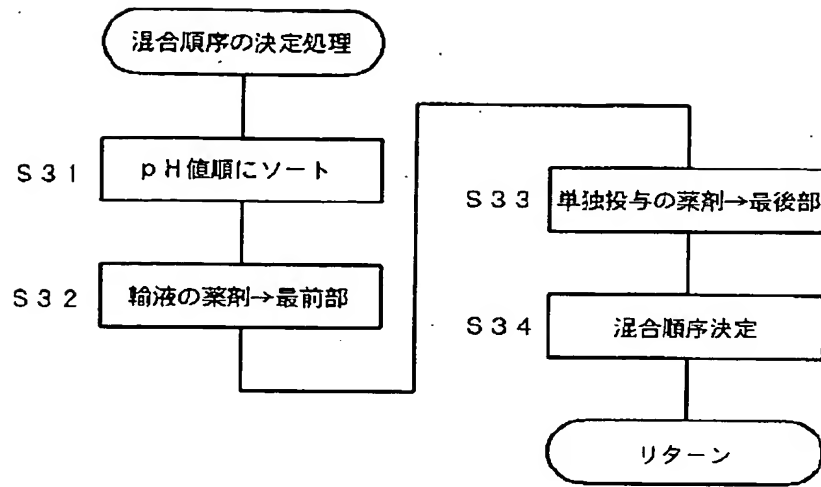 混合順序の決定処理
S31
pH値順にソート
S32
輸液の薬剤→最前部
S33
単独投与の薬剤→最後部
S34
混合順序決定
リターン